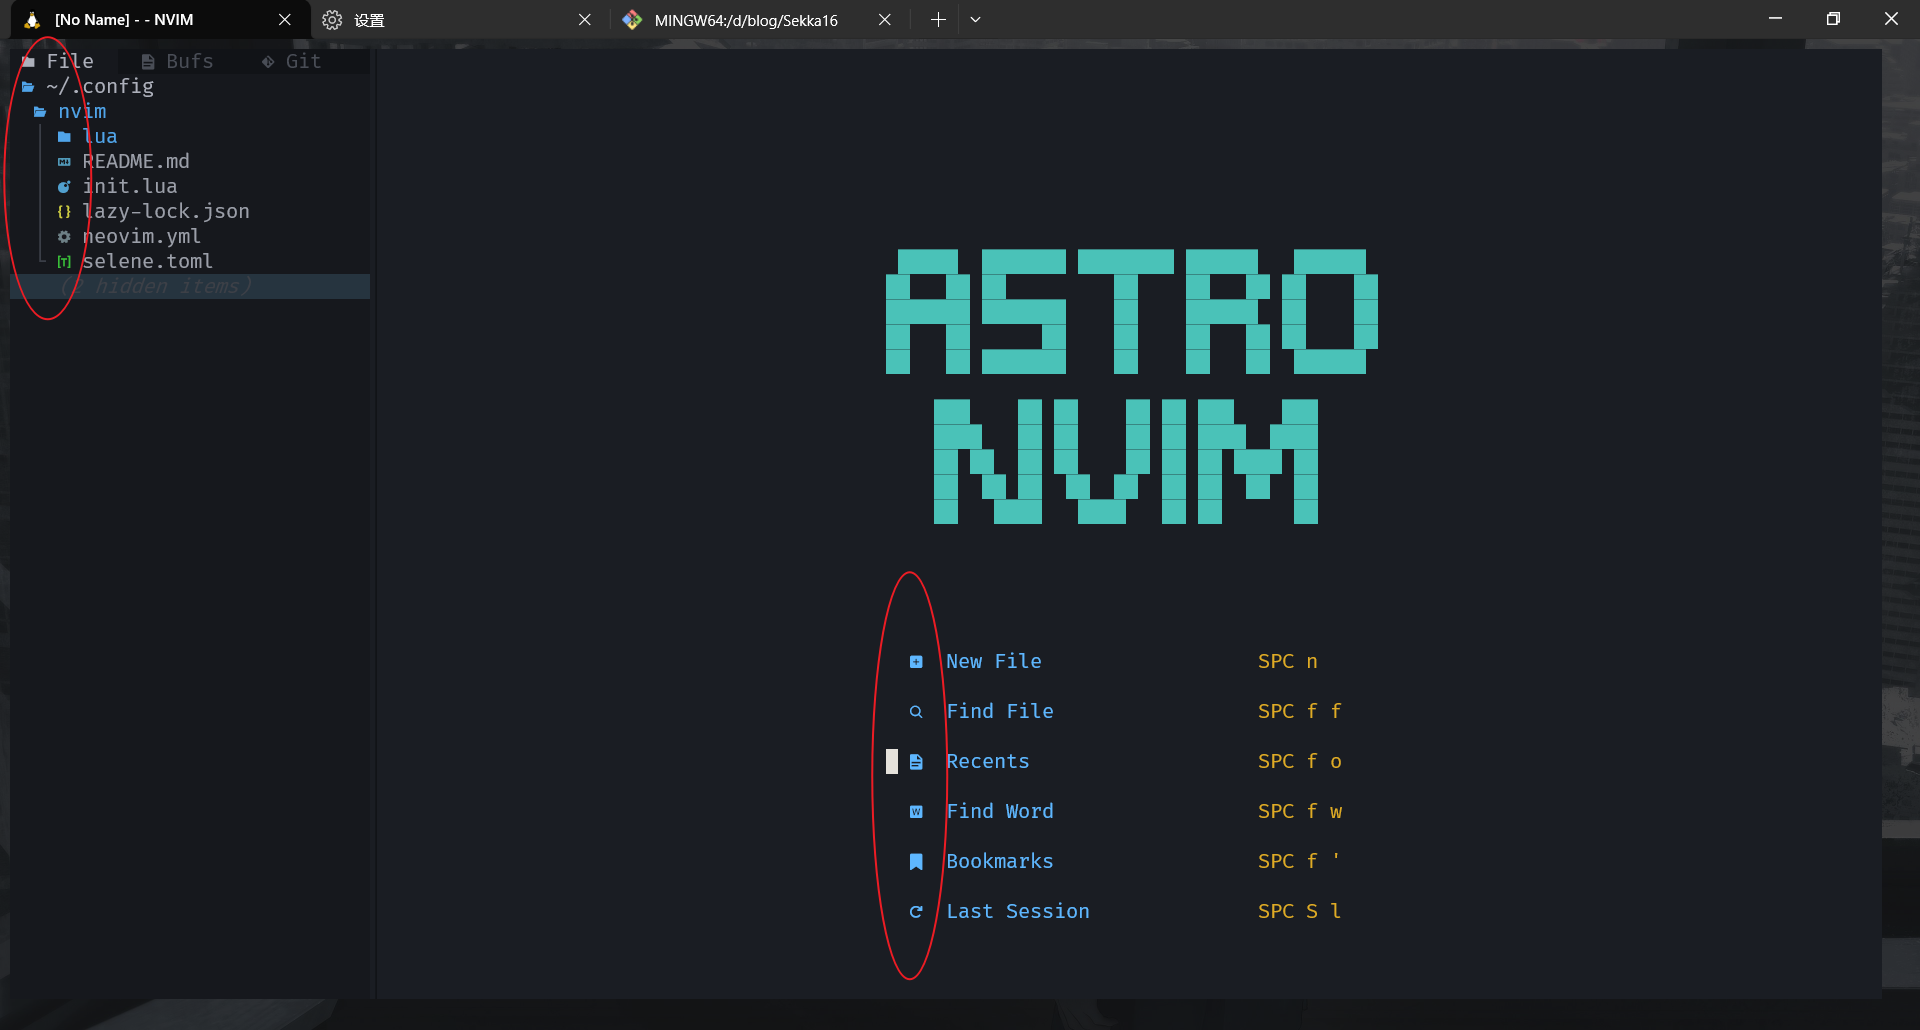 [No Name] - - NVIM
设置
MINGW64:/d/blog/Sekka16
File Bufs Git
~/.config
nvim
lua
README.md
init.lua
lazy-lock.json
neovim.yml
selene.toml
(2 hidden items)
ASTRO
NVIM
New File SPC n
Find File SPC f f
Recents SPC f o
Find Word SPC f w
Bookmarks SPC f '
Last Session SPC S l